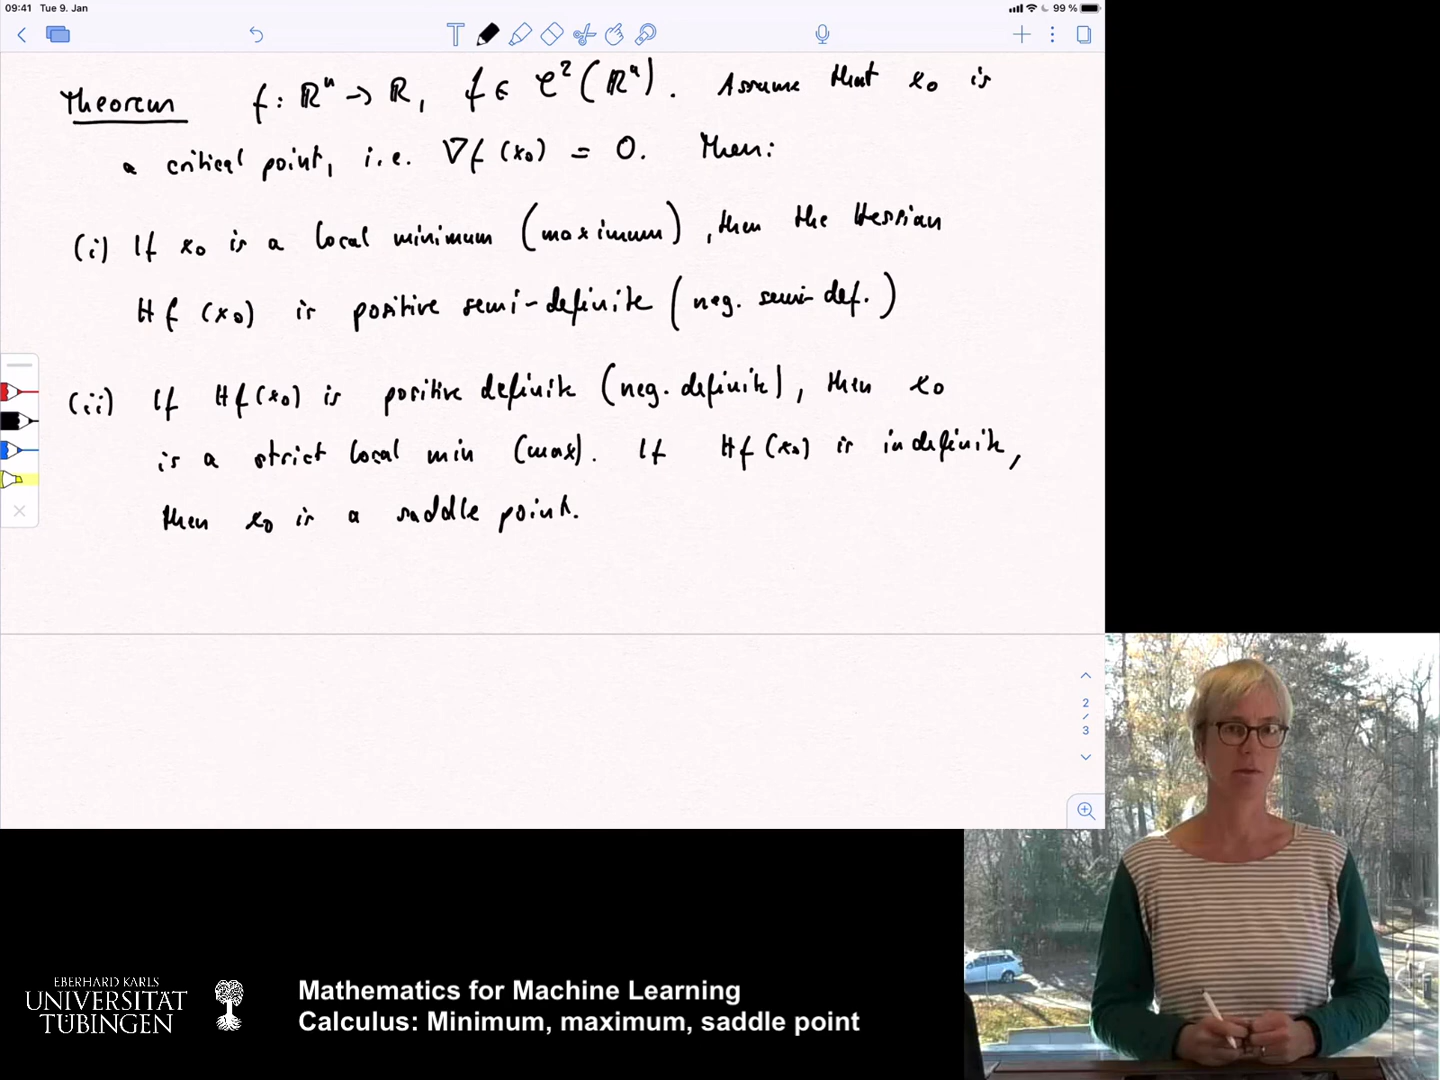 09:41 Tue 9. Jan
99 %
T
Theorem f: ℝⁿ → ℝ, f ∈ C²(ℝⁿ). Assume that x₀ is
a critical point, i.e. ∇f(x₀) = 0. Then:
(i) If x₀ is a local minimum (maximum), then the Hessian
Hf(x₀) is positive semi-definite (neg. semi-def.)
(ii) If Hf(x₀) is positive definite (neg. definite), then x₀
is a strict local min (max). If Hf(x₀) is indefinite,
then x₀ is a saddle point.
2
/
3
EBERHARD KARLS
UNIVERSITÄT
TÜBINGEN
Mathematics for Machine Learning
Calculus: Minimum, maximum, saddle point